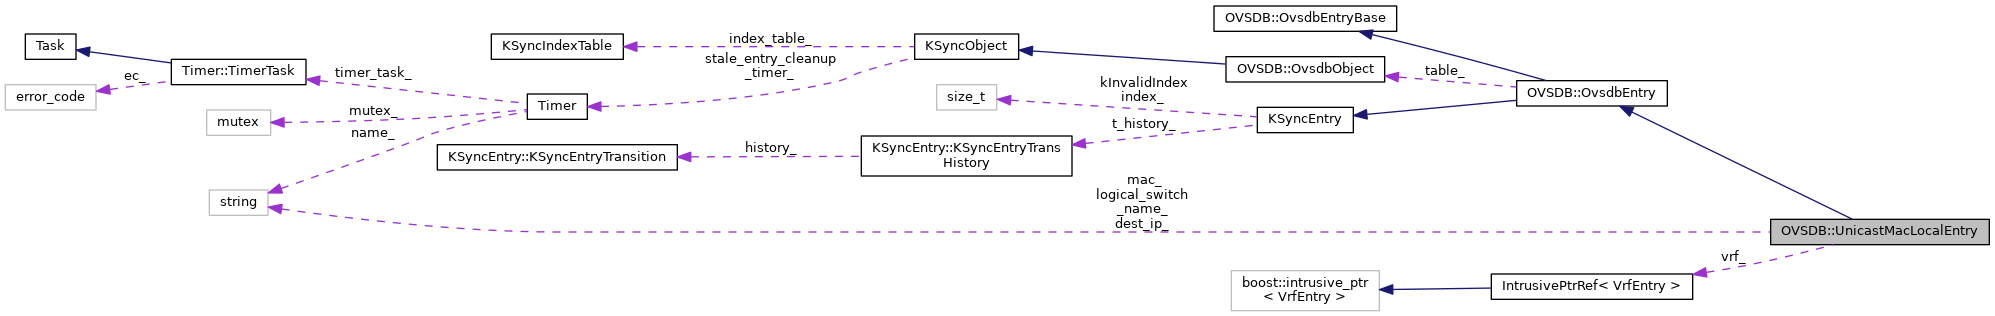 OVSDB::OvsdbEntryBase
Task
KSyncIndexTable
index_table_
KSyncObject
stale_entry_cleanup
_timer_
Timer::TimerTask
timer_task_
OVSDB::OvsdbObject
table_
ec_
error_code
kInvalidIndex
index_
size_t
OVSDB::OvsdbEntry
Timer
mutex_
mutex
name_
t_history_
KSyncEntry
KSyncEntry::KSyncEntryTransition
history_
KSyncEntry::KSyncEntryTrans
History
string
mac_
logical_switch
_name_
dest_ip_
OVSDB::UnicastMacLocalEntry
vrf_
boost::intrusive_ptr
< VrfEntry >
IntrusivePtrRef< VrfEntry >